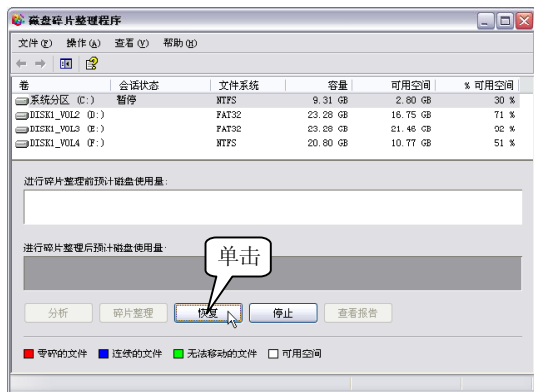 磁盘碎片整理程序
文件(F) 操作(A) 查看(V) 帮助(H)
卷 会话状态 文件系统 容量 可用空间 % 可用空间
系统分区 (C:) 暂停 NTFS 9.31 GB 2.80 GB 30 %
DISK1_VOL2 (D:) FAT32 23.28 GB 16.75 GB 71 %
DISK1_VOL3 (E:) FAT32 23.28 GB 21.46 GB 92 %
DISK1_VOL4 (F:) NTFS 20.80 GB 10.77 GB 51 %
进行碎片整理前预计磁盘使用量:
进行碎片整理后预计磁盘使用量:
单击
分析 碎片整理 恢复 停止 查看报告
零碎的文件 连续的文件 无法移动的文件 可用空间